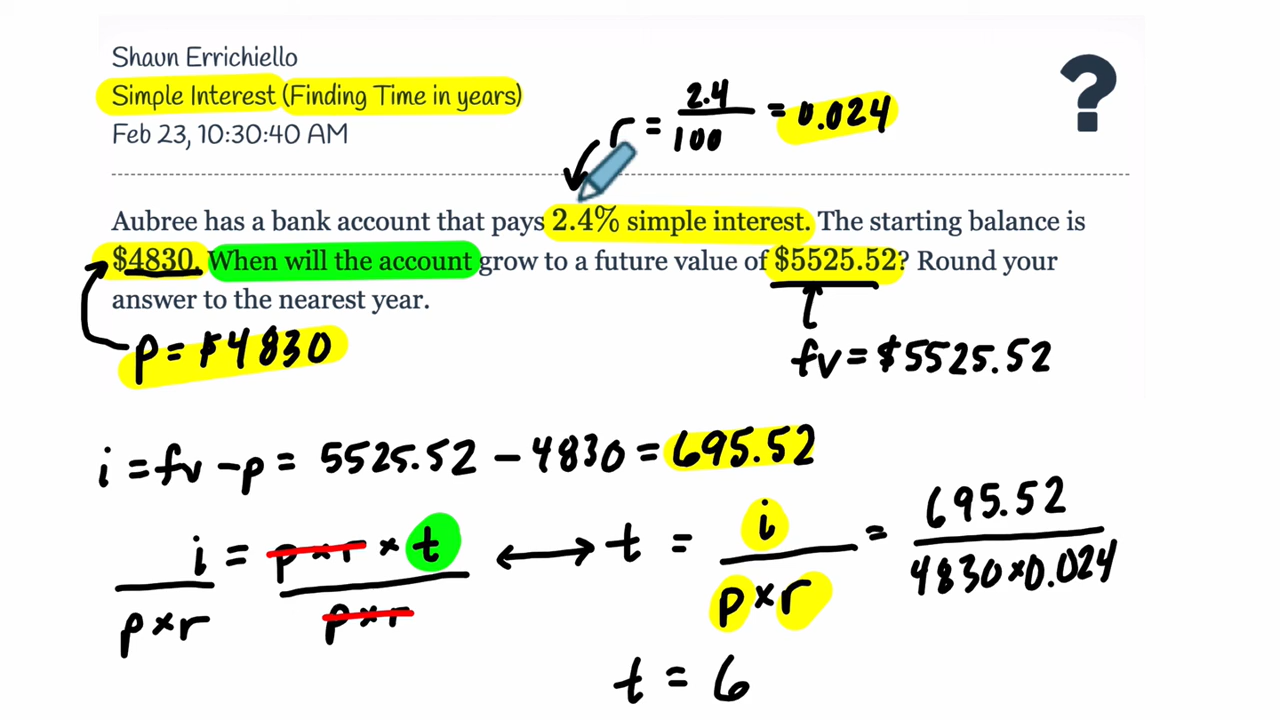 Shaun Errichiello
Simple Interest (Finding Time in years)
Feb 23, 10:30:40 AM
?
r = 2.4 / 100 = 0.024
Aubree has a bank account that pays 2.4% simple interest. The starting balance is
$4830. When will the account grow to a future value of $5525.52? Round your
answer to the nearest year.
p = $4830
fv = $5525.52
i = fv - p = 5525.52 - 4830 = 695.52
i / p × r = p × r × t / p × r ⟷ t = i / p × r = 695.52 / 4830 × 0.024
t = 6